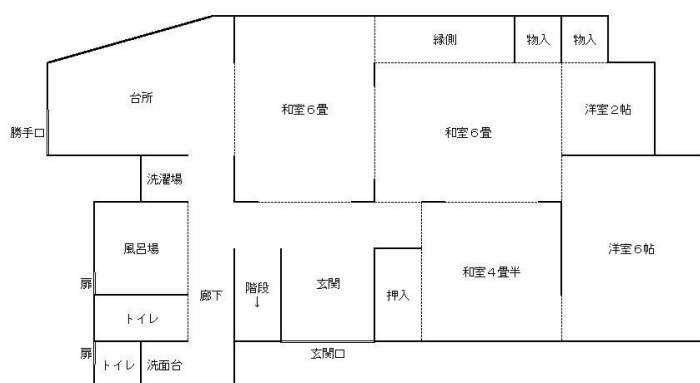 縁側
物入
物入
台所
和室６畳
和室６畳
洋室２帖
勝手口
洗濯場
風呂場
和室４畳半
洋室６帖
扉
廊下
階段
↓
玄関
押入
トイレ
扉
トイレ
洗面台
玄関口